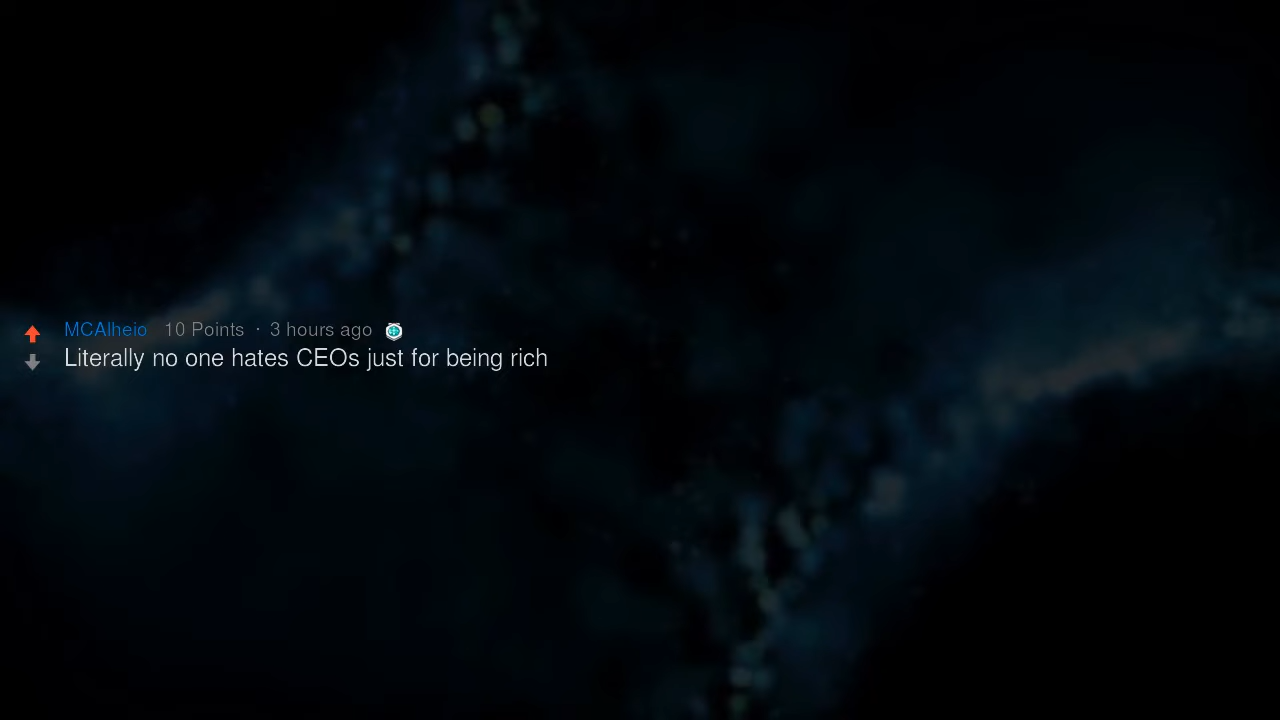 MCAlheio 10 Points · 3 hours ago
Literally no one hates CEOs just for being rich